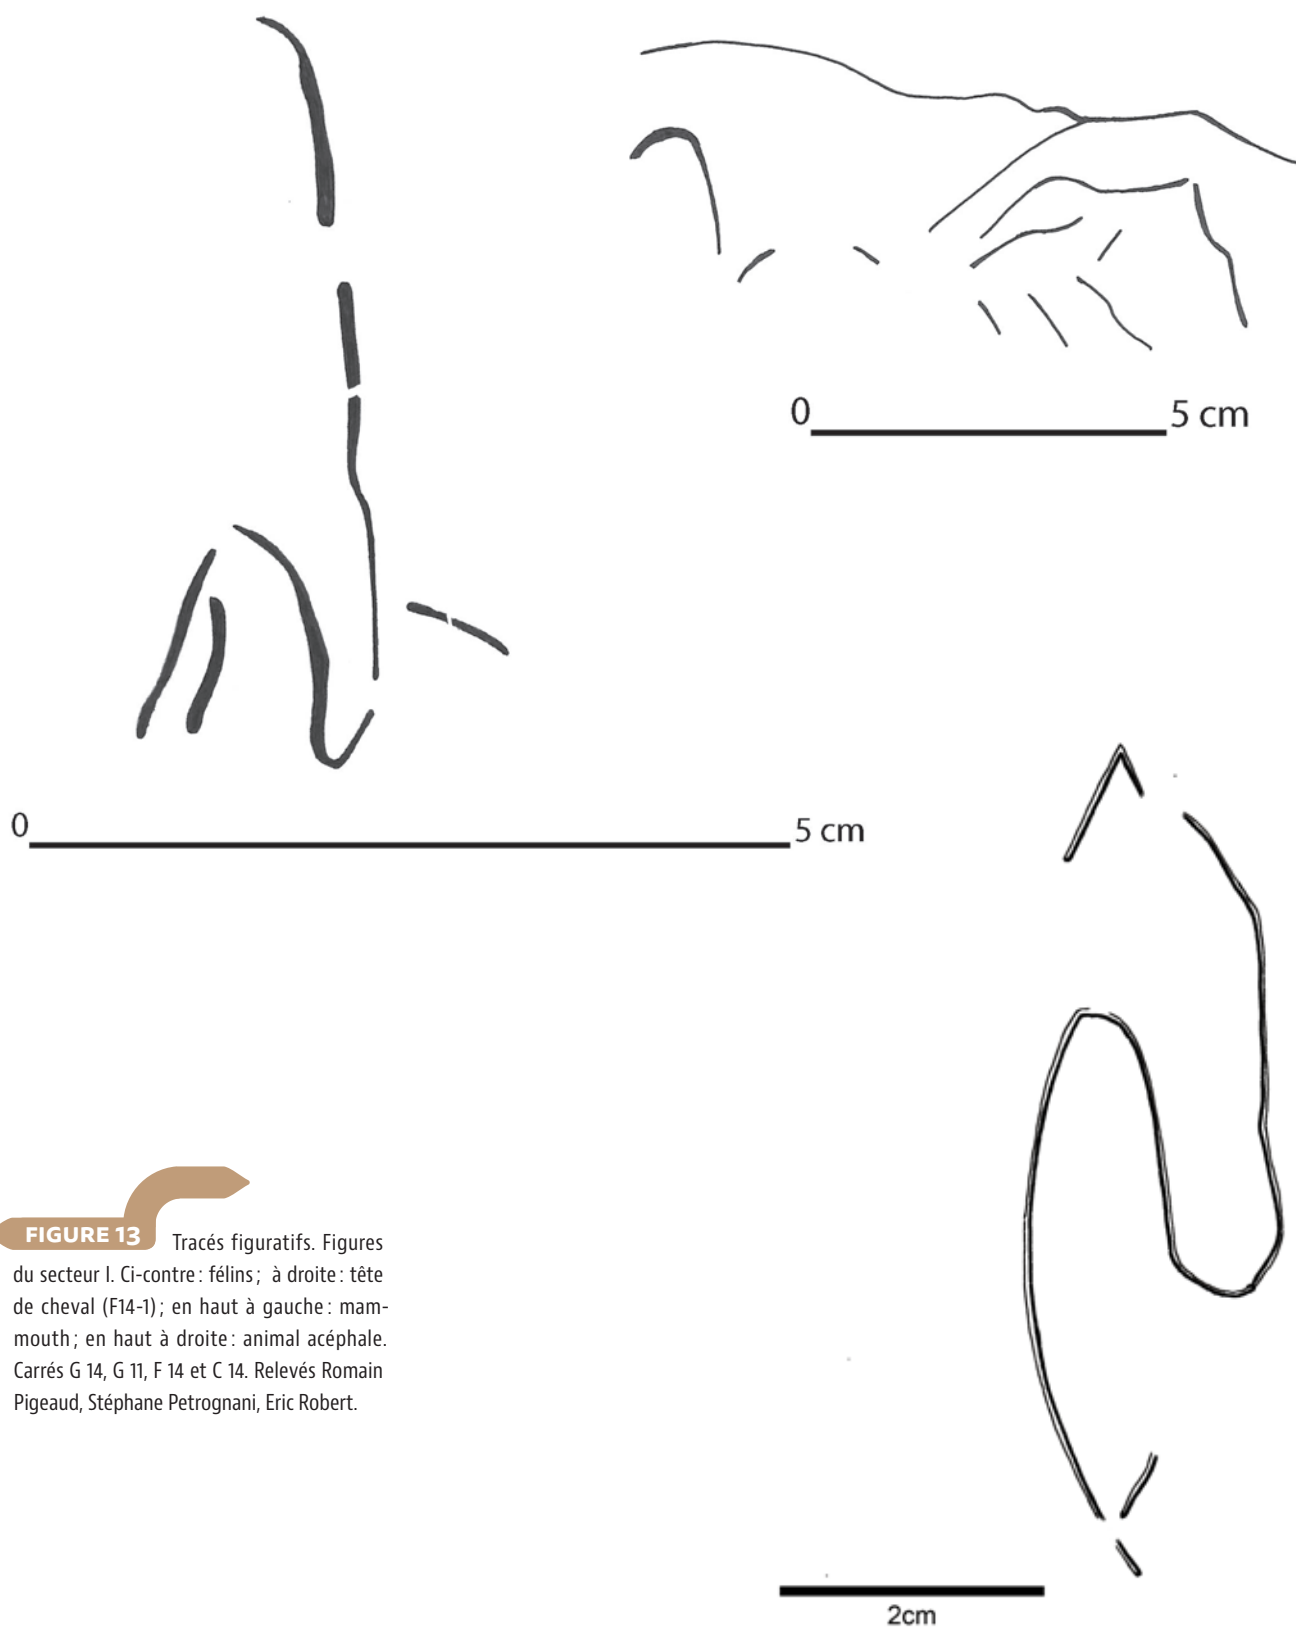 0 5 cm
0 5 cm
FIGURE 13 Tracés figuratifs. Figures
du secteur I. Ci-contre : félins ; à droite : tête
de cheval (F14-1) ; en haut à gauche : mam-
mouth ; en haut à droite : animal acéphale.
Carrés G 14, G 11, F 14 et C 14. Relevés Romain
Pigeaud, Stéphane Petrognani, Eric Robert.
2cm